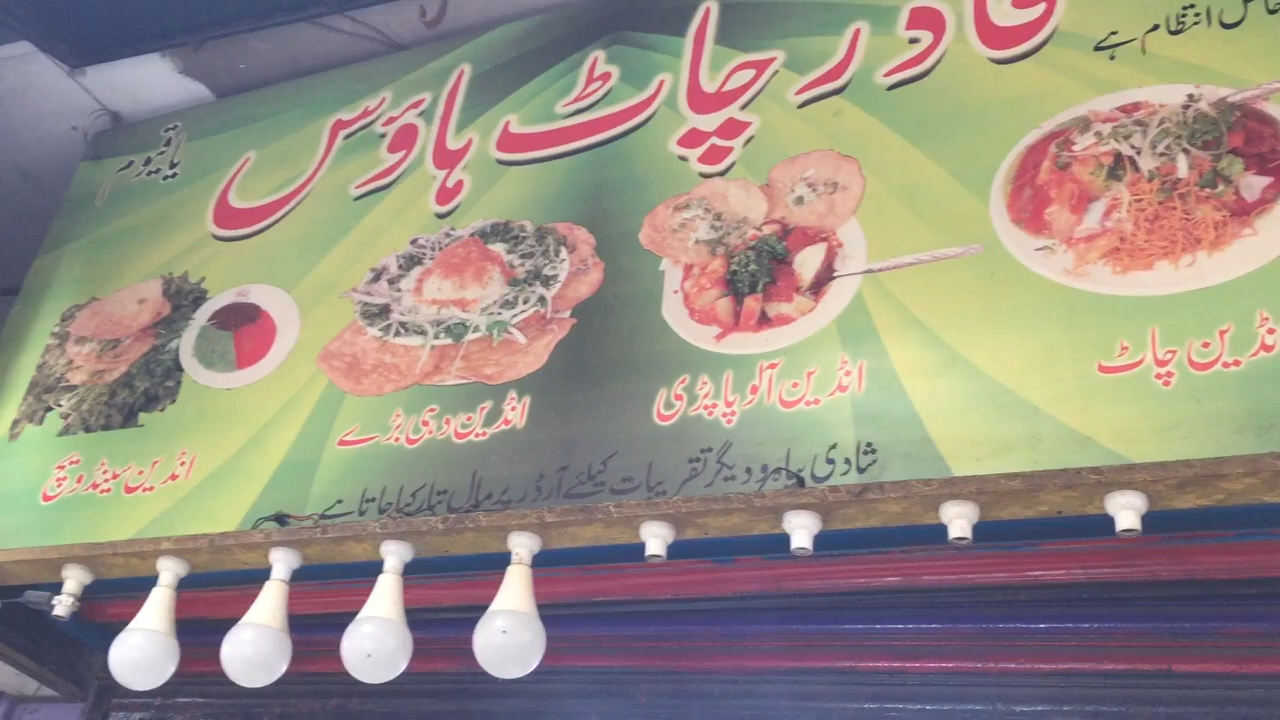 خاص انتظام ہے
قادر چاٹ ہاؤس
یا قیوم
انڈین چاٹ
انڈین آلو پاپڑی
انڈین دہی بڑے
انڈین سینڈوچ
شادی بیاہ و دیگر تقریبات کیلئے آرڈر پر مال تیار کیا جاتا ہے